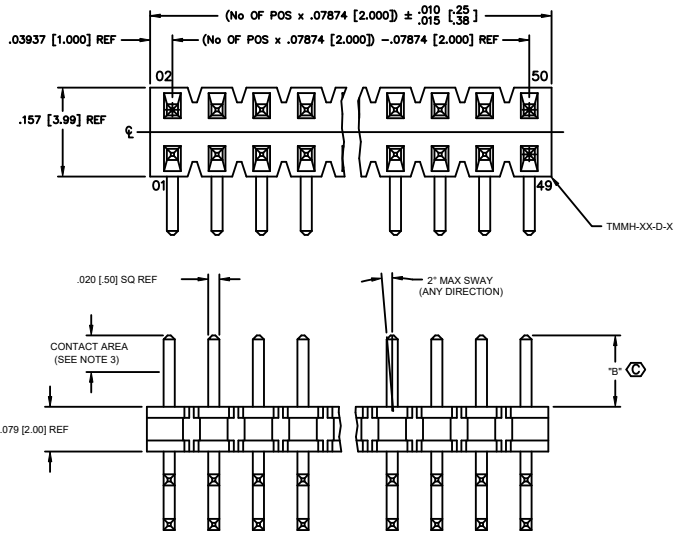 (No OF POS x .07874 [2.000]) ± .010 .015 [.25 .38]
.03937 [1.000] REF
(No OF POS x .07874 [2.000]) -.07874 [2.000] REF
02
50
.157 [3.99] REF
℄
01
49
TMMH-XX-D-X
.020 [.50] SQ REF
2° MAX SWAY
(ANY DIRECTION)
CONTACT AREA
(SEE NOTE 3)
"B" C
.079 [2.00] REF